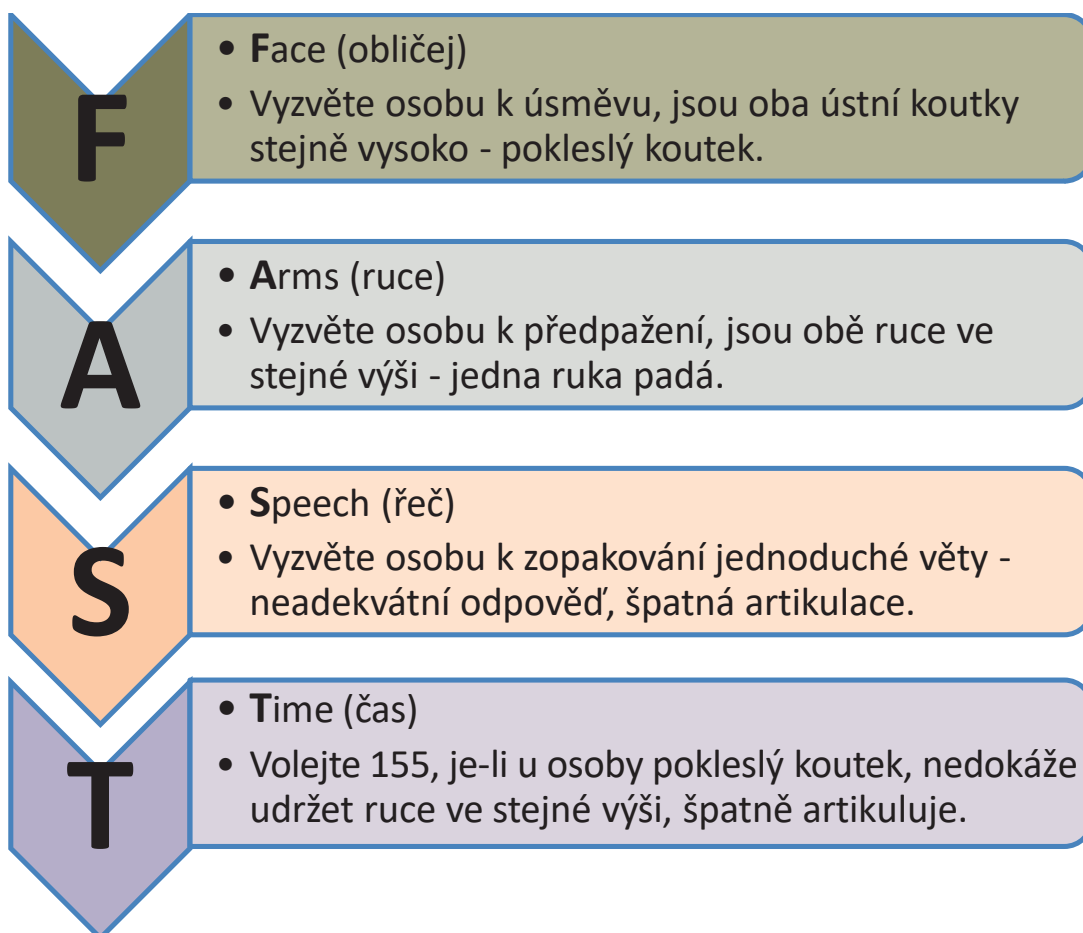 F
• Face (obličej)
• Vyzvěte osobu k úsměvu, jsou oba ústní koutky
stejně vysoko - pokleslý koutek.
A
• Arms (ruce)
• Vyzvěte osobu k předpažení, jsou obě ruce ve
stejné výši - jedna ruka padá.
S
• Speech (řeč)
• Vyzvěte osobu k zopakování jednoduché věty -
neadekvátní odpověď, špatná artikulace.
T
• Time (čas)
• Volejte 155, je-li u osoby pokleslý koutek, nedokáže
udržet ruce ve stejné výši, špatně artikuluje.